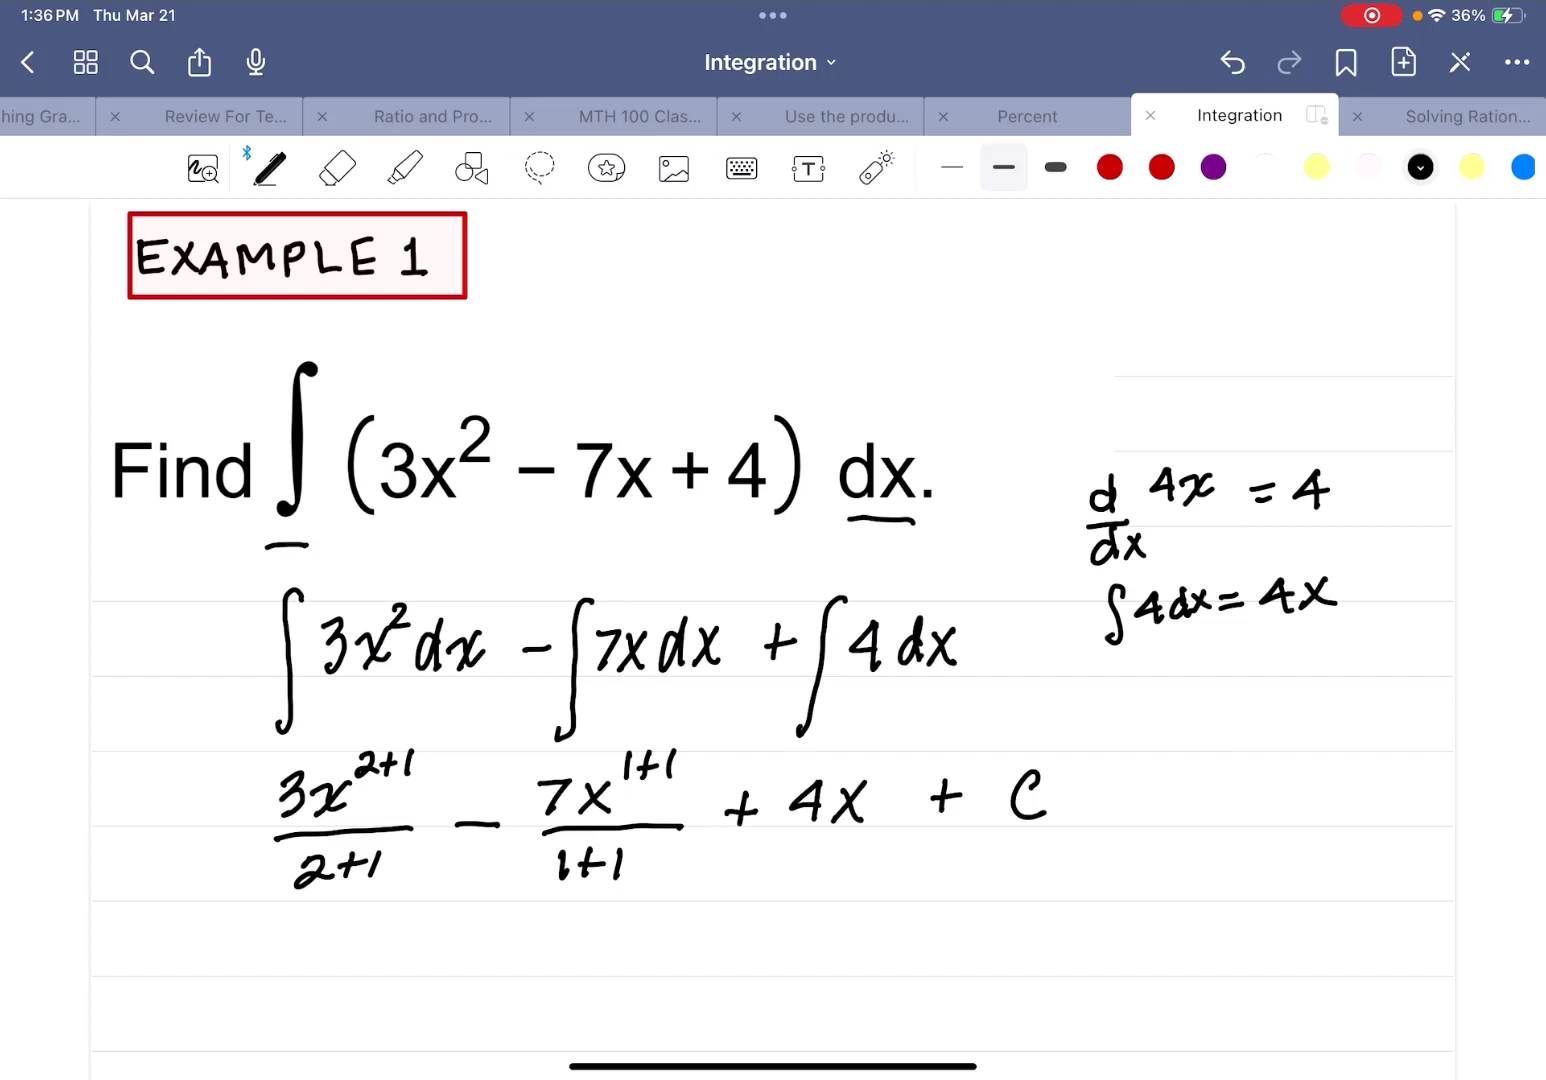 1:36 PM Thu Mar 21
36%
Integration
hing Gra... Review For Te... Ratio and Pro... MTH 100 Clas... Use the produ... Percent Integration Solving Ration...
T
EXAMPLE 1
Find ∫ (3x² − 7x + 4) dx.
d/dx 4x = 4
∫ 4dx = 4x
∫ 3x² dx − ∫ 7x dx + ∫ 4 dx
3x^(2+1)/(2+1) − 7x^(1+1)/(1+1) + 4x + C